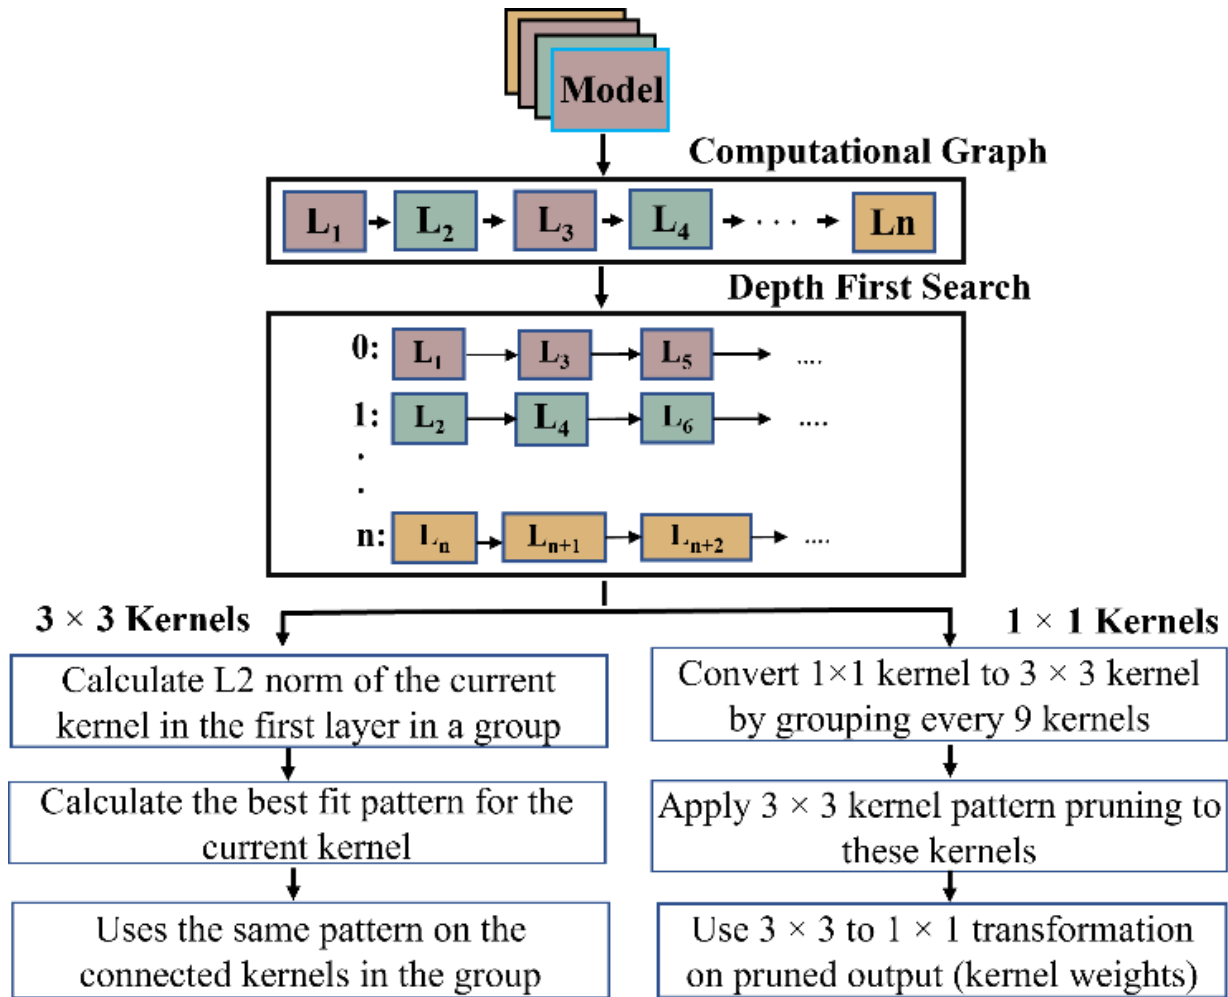 Model
Computational Graph
L1 L2 L3 L4 . . . Ln
Depth First Search
0: L1 L3 L5 ....
1: L2 L4 L6 ....
.
.
n: Ln Ln+1 Ln+2 ....
3 × 3 Kernels
Calculate L2 norm of the current
kernel in the first layer in a group
Calculate the best fit pattern for the
current kernel
Uses the same pattern on the
connected kernels in the group
1 × 1 Kernels
Convert 1×1 kernel to 3 × 3 kernel
by grouping every 9 kernels
Apply 3 × 3 kernel pattern pruning to
these kernels
Use 3 × 3 to 1 × 1 transformation
on pruned output (kernel weights)